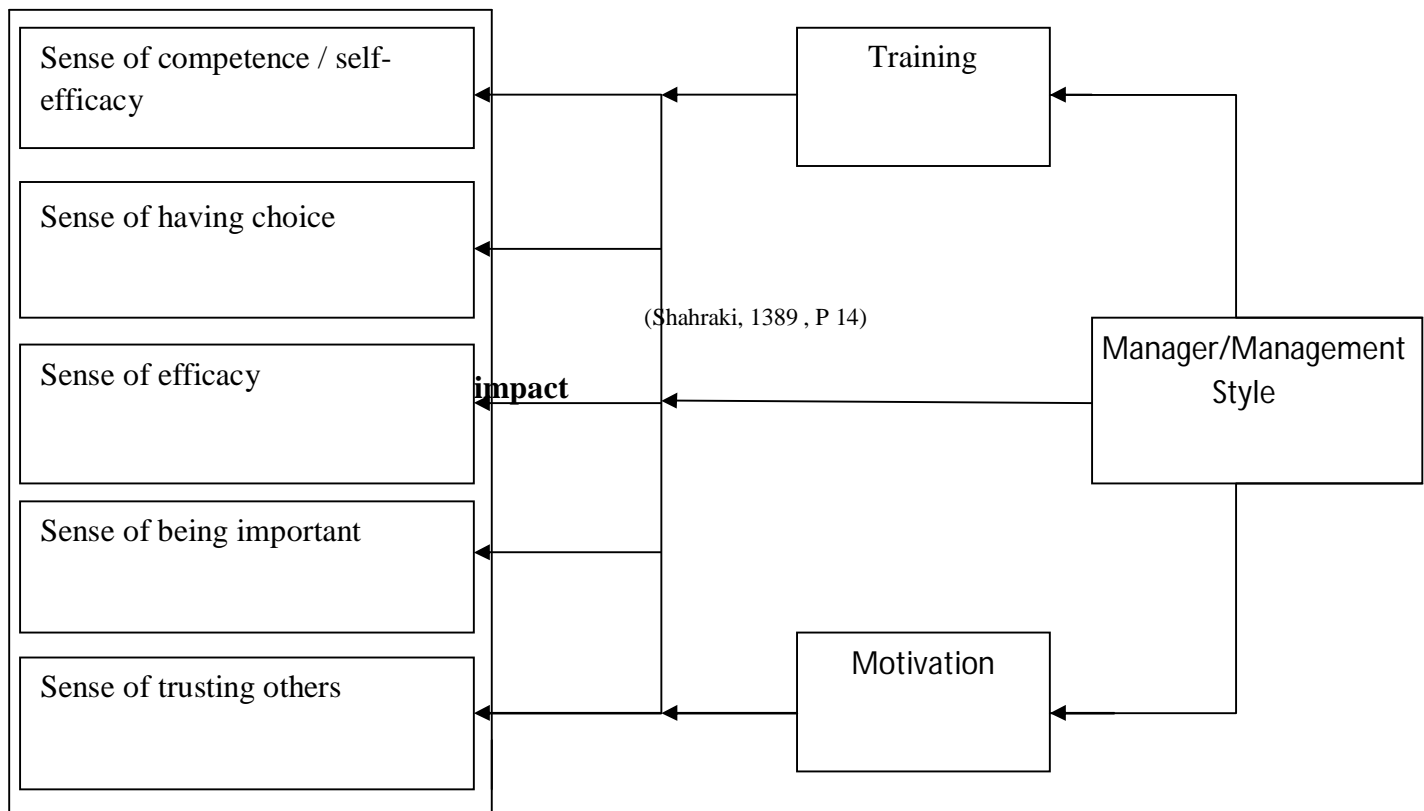 Sense of competence / self-
efficacy
Training
Sense of having choice
(Shahraki, 1389 , P 14)
Manager/Management
Style
Sense of efficacy
impact
Sense of being important
Motivation
Sense of trusting others